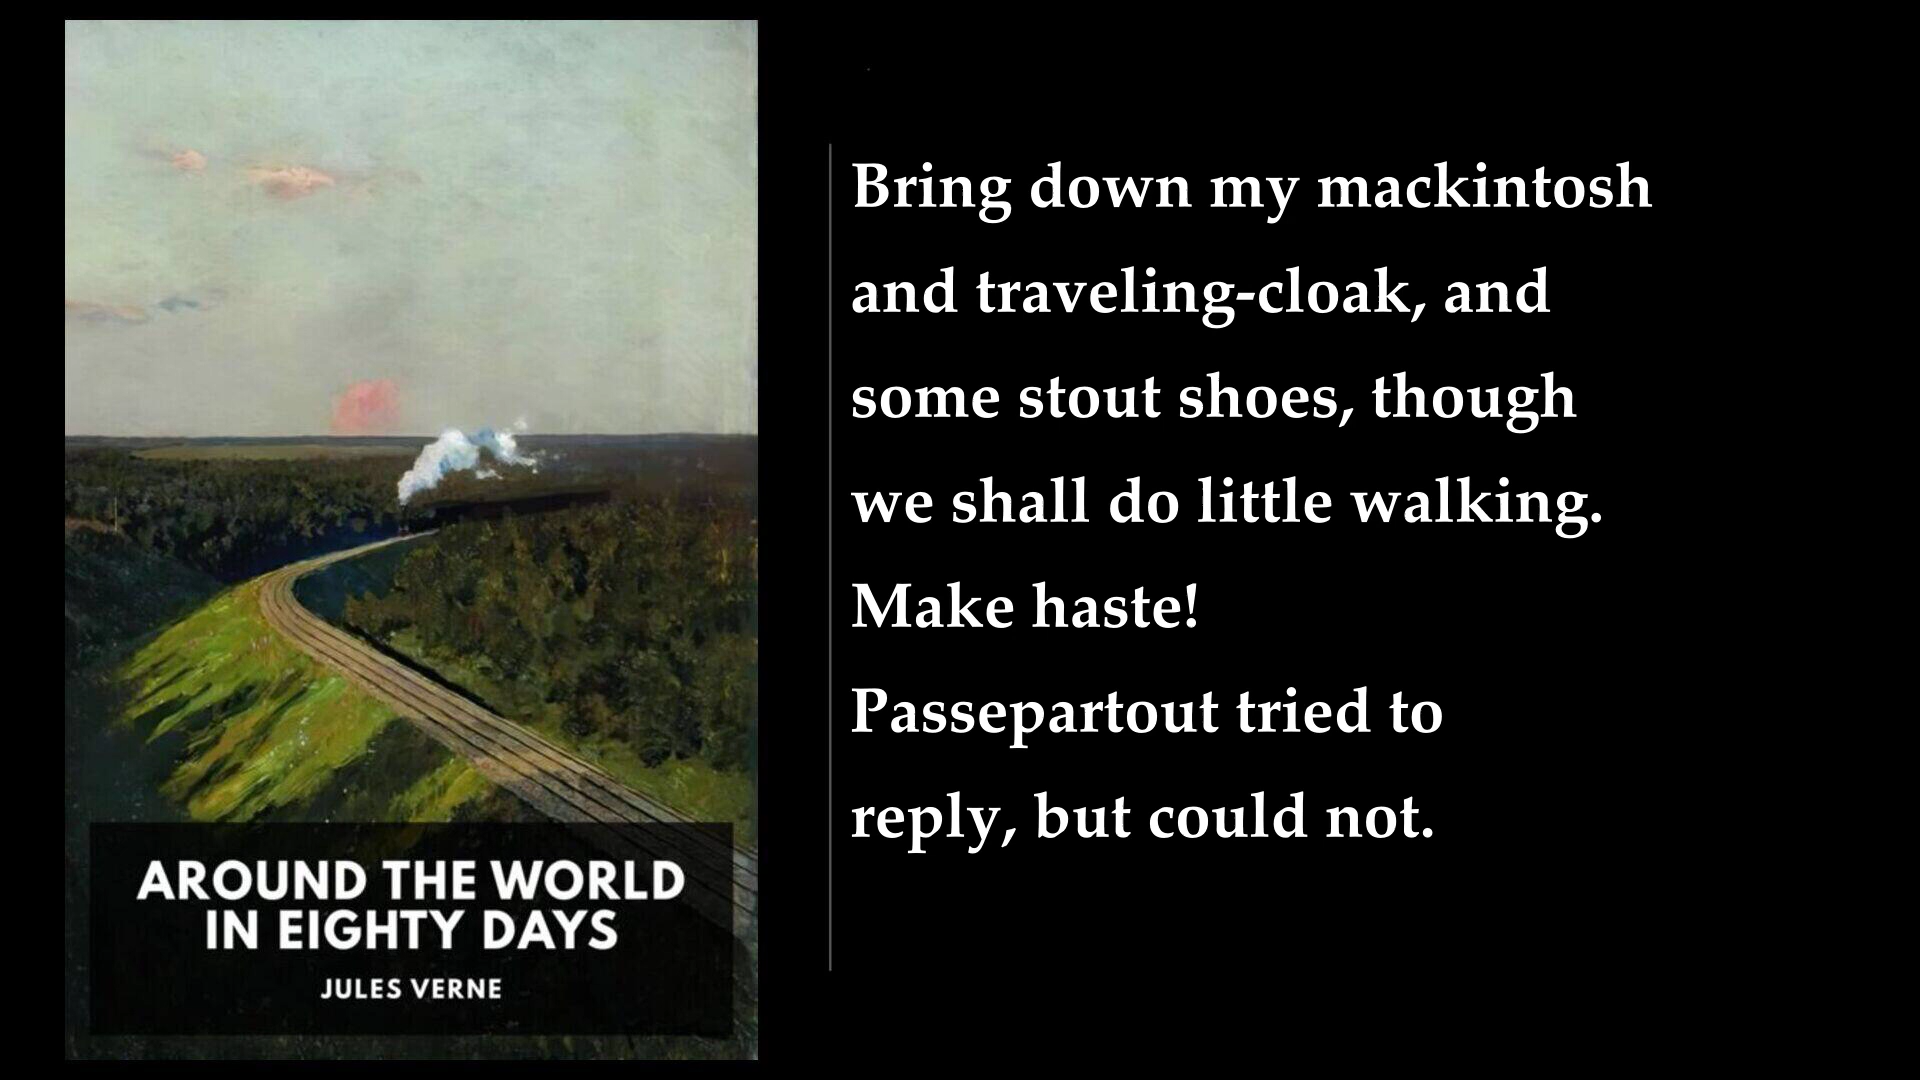 AROUND THE WORLD
IN EIGHTY DAYS
JULES VERNE
Bring down my mackintosh
and traveling-cloak, and
some stout shoes, though
we shall do little walking.
Make haste!
Passepartout tried to
reply, but could not.